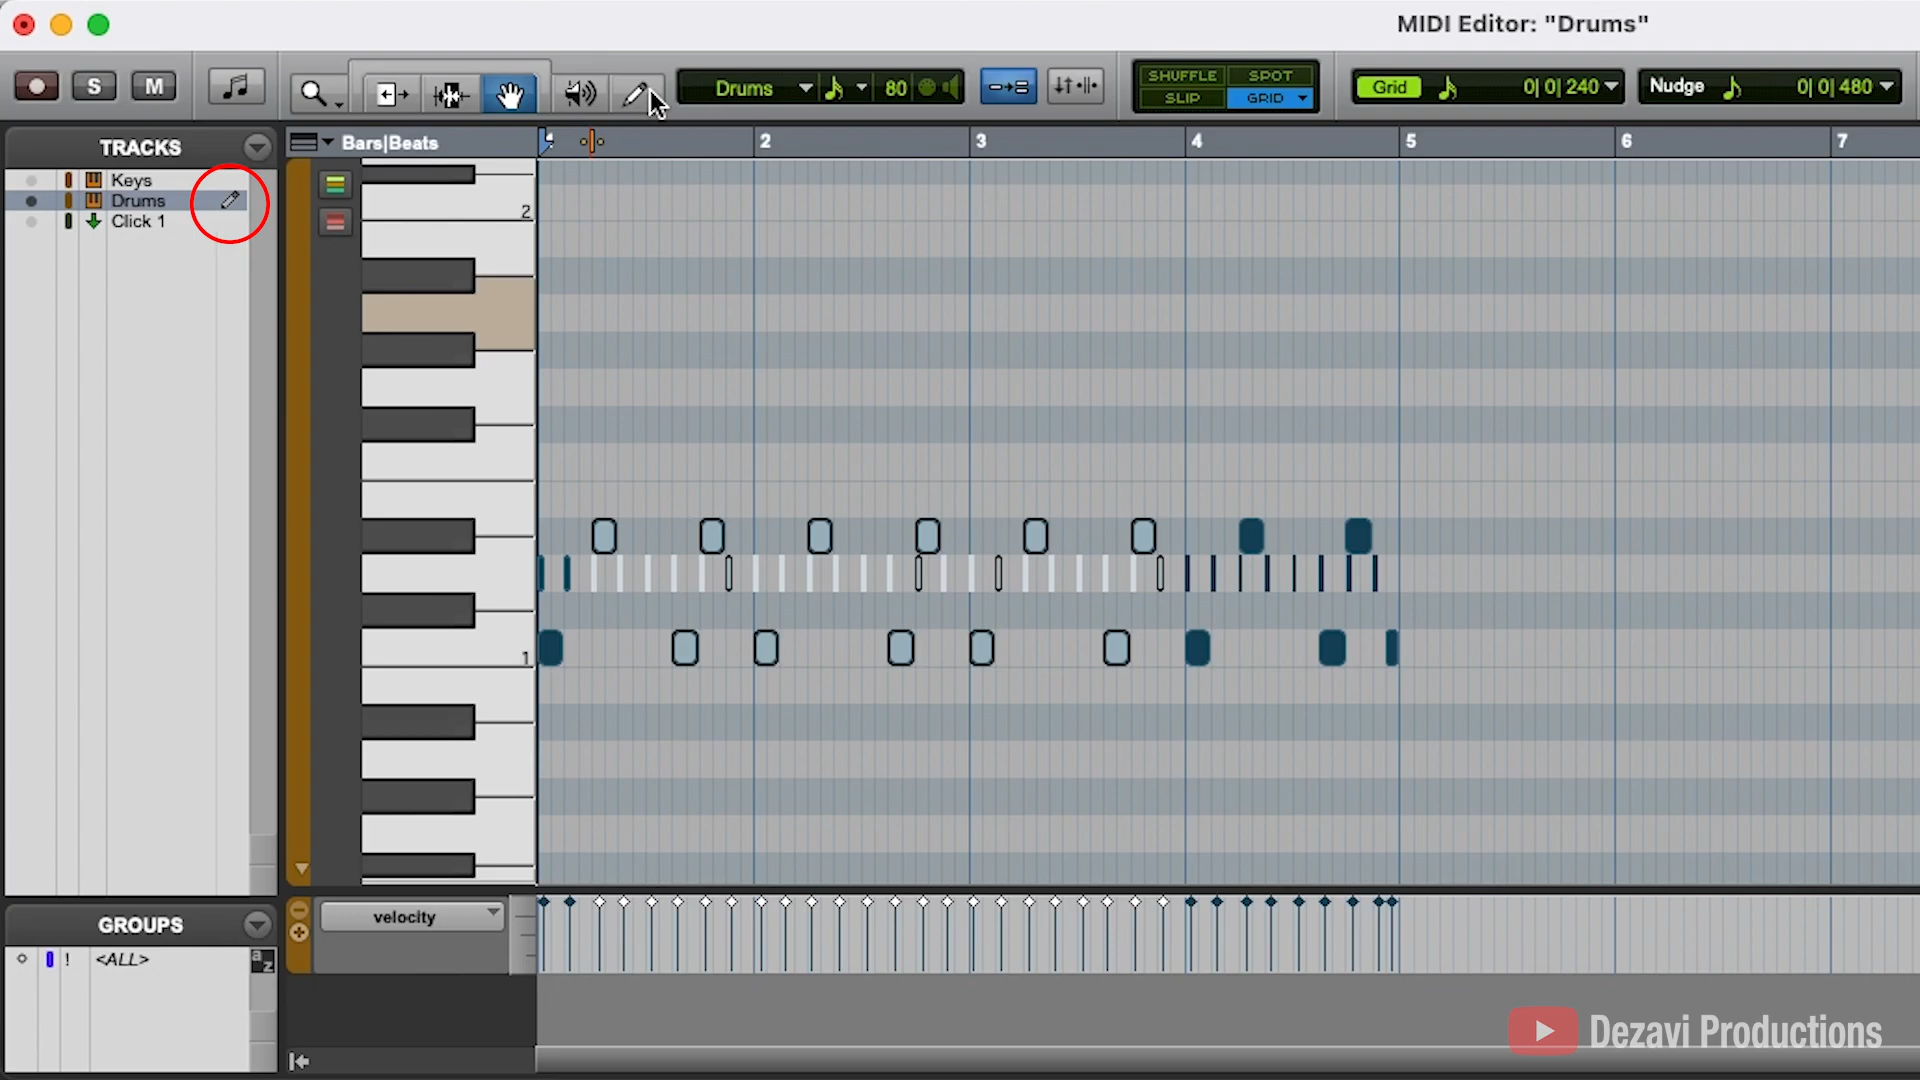 MIDI Editor: "Drums"
S
M
Drums
80
SHUFFLE
SPOT
SLIP
GRID
Grid
0| 0| 240
Nudge
0| 0| 480
TRACKS
Bars|Beats
2
3
4
5
6
7
Keys
Drums
Click 1
2
1
GROUPS
! <ALL>
a z
velocity
Dezavi Productions